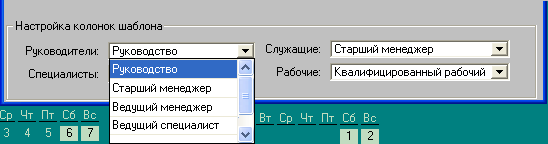 Настройка колонок шаблона
Руководители: Руководство Служащие: Старший менеджер
Специалисты: Руководство Рабочие: Квалифицированный рабочий
Старший менеджер
Ведущий менеджер
Ведущий специалист
Ср Чт Пт Сб Вс Вт Ср Чт Пт Сб Вс
3 4 5 6 7 1 2